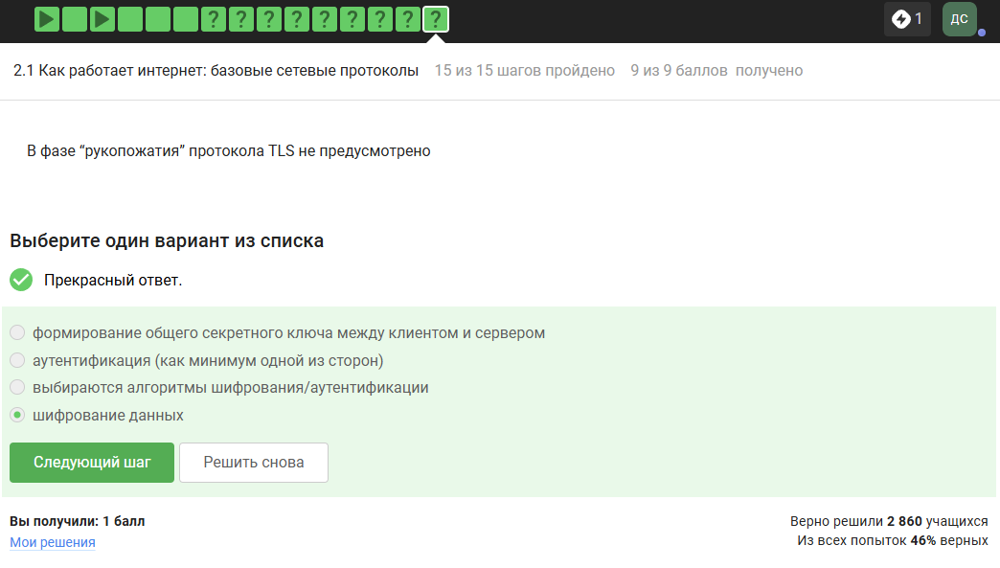 ? ? ? ? ? ? ? ? ?
1
ДС
2.1 Как работает интернет: базовые сетевые протоколы 15 из 15 шагов пройдено 9 из 9 баллов получено
В фазе “рукопожатия” протокола TLS не предусмотрено
Выберите один вариант из списка
Прекрасный ответ.
формирование общего секретного ключа между клиентом и сервером
аутентификация (как минимум одной из сторон)
выбираются алгоритмы шифрования/аутентификации
шифрование данных
Следующий шаг Решить снова
Вы получили: 1 балл
Мои решения
Верно решили 2 860 учащихся
Из всех попыток 46% верных